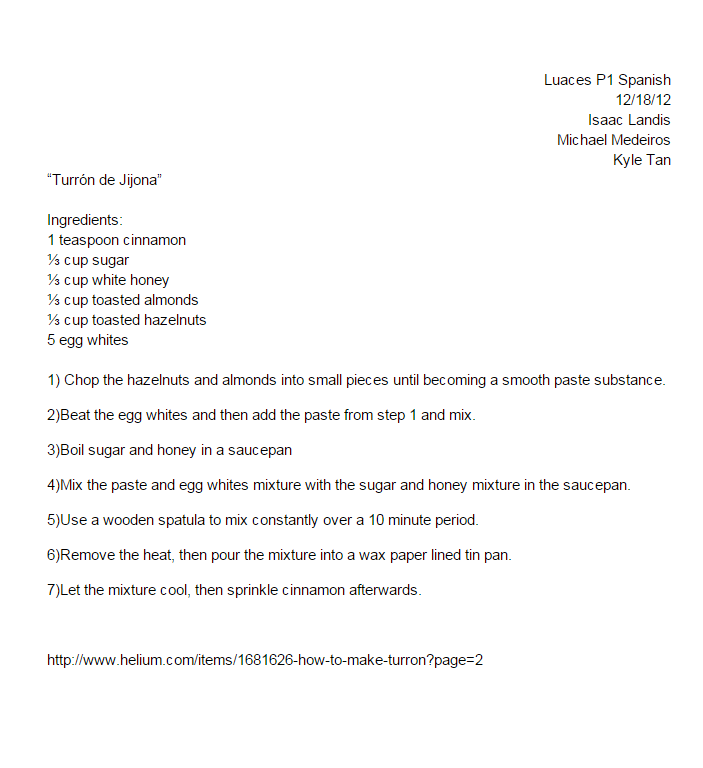 Luaces P1 Spanish
12/18/12
Isaac Landis
Michael Medeiros
Kyle Tan
“Turrón de Jijona”
Ingredients:
1 teaspoon cinnamon
⅓ cup sugar
⅓ cup white honey
⅓ cup toasted almonds
⅓ cup toasted hazelnuts
5 egg whites
1) Chop the hazelnuts and almonds into small pieces until becoming a smooth paste substance.
2)Beat the egg whites and then add the paste from step 1 and mix.
3)Boil sugar and honey in a saucepan
4)Mix the paste and egg whites mixture with the sugar and honey mixture in the saucepan.
5)Use a wooden spatula to mix constantly over a 10 minute period.
6)Remove the heat, then pour the mixture into a wax paper lined tin pan.
7)Let the mixture cool, then sprinkle cinnamon afterwards.
http://www.helium.com/items/1681626-how-to-make-turron?page=2